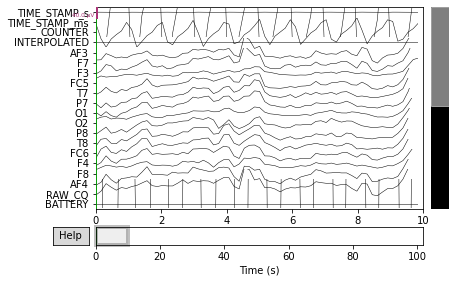 TIME_STAMP_s
TIME_STAMP_ms
COUNTER
INTERPOLATED
AF3
F7
F3
FC5
T7
P7
O1
O2
P8
T8
FC6
F4
F8
AF4
RAW_CQ
BATTERY
0 2 4 6 8 10
Help
0 20 40 60 80 100
Time (s)